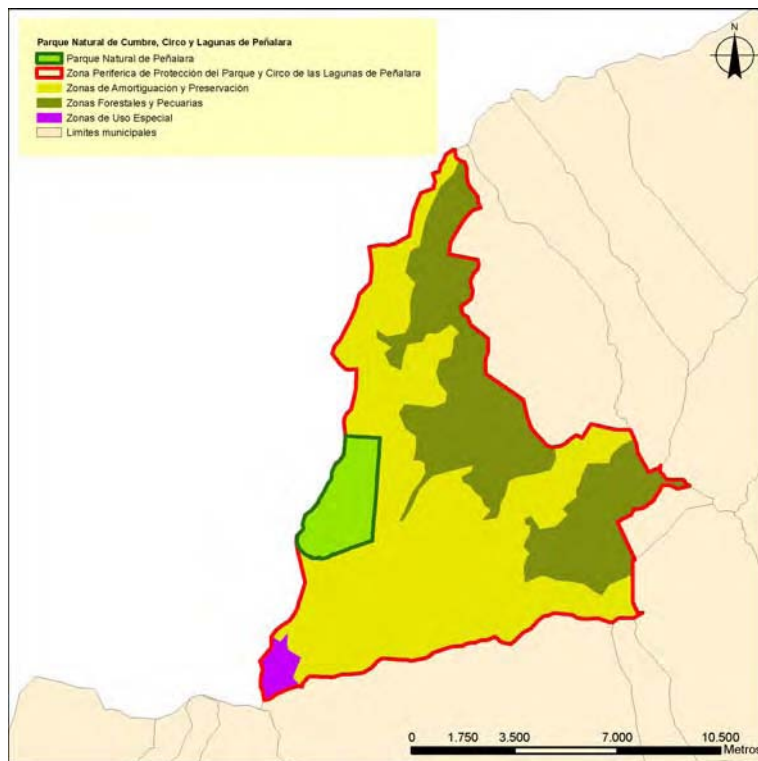 Parque Natural de Cumbre, Circo y Lagunas de Peñalara
Parque Natural de Peñalara
Zona Periferica de Protección del Parque y Circo de las Lagunas de Peñalara
Zonas de Amortiguación y Preservación
Zonas Forestales y Pecuarias
Zonas de Uso Especial
Limites municipales
N
0 1.750 3.500 7.000 10.500
Metros